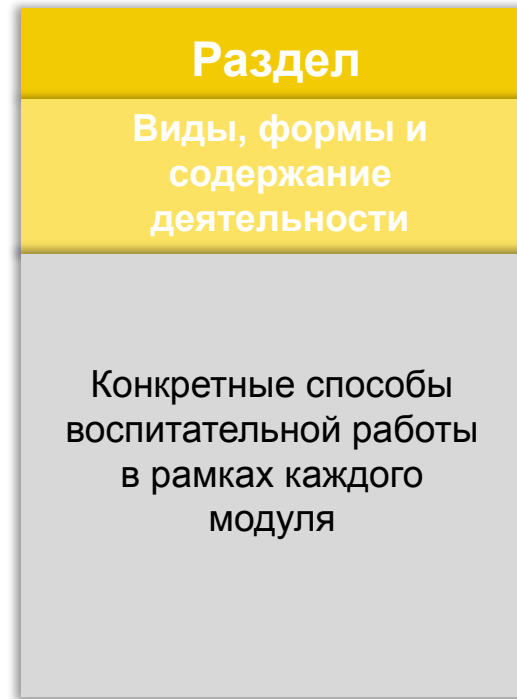 Раздел
Виды, формы и
содержание
деятельности
Конкретные способы
воспитательной работы
в рамках каждого
модуля